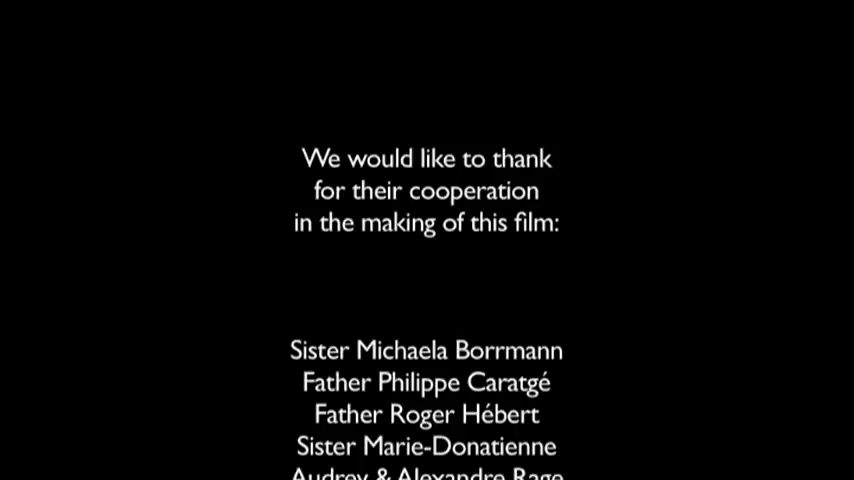 We would like to thank
for their cooperation
in the making of this film:
Sister Michaela Borrmann
Father Philippe Caratgé
Father Roger Hébert
Sister Marie-Donatienne
Audrey & Alexandre Rage